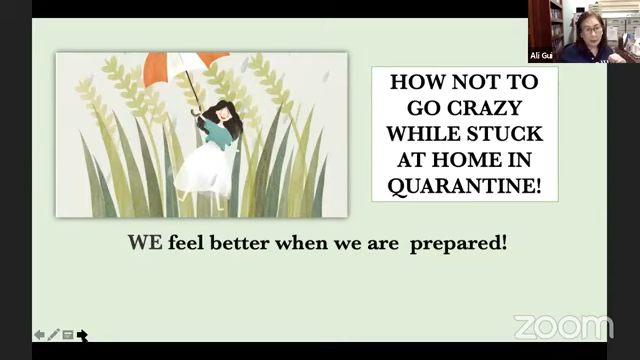 Ali Gui
HOW NOT TO
GO CRAZY
WHILE STUCK
AT HOME IN
QUARANTINE!
WE feel better when we are prepared!
zoom